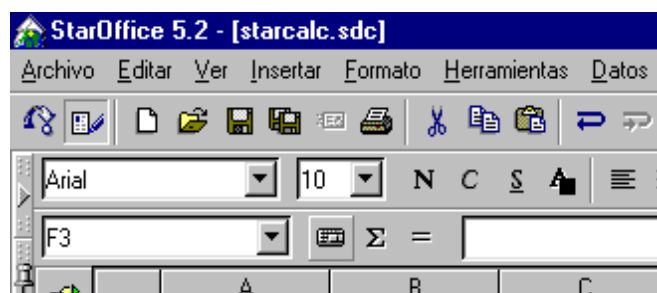 StarOffice 5.2 - [starcalc.sdc]
Archivo Editar Ver Insertar Formato Herramientas Datos
Arial 10 N C S A
F3 Σ =
A B C